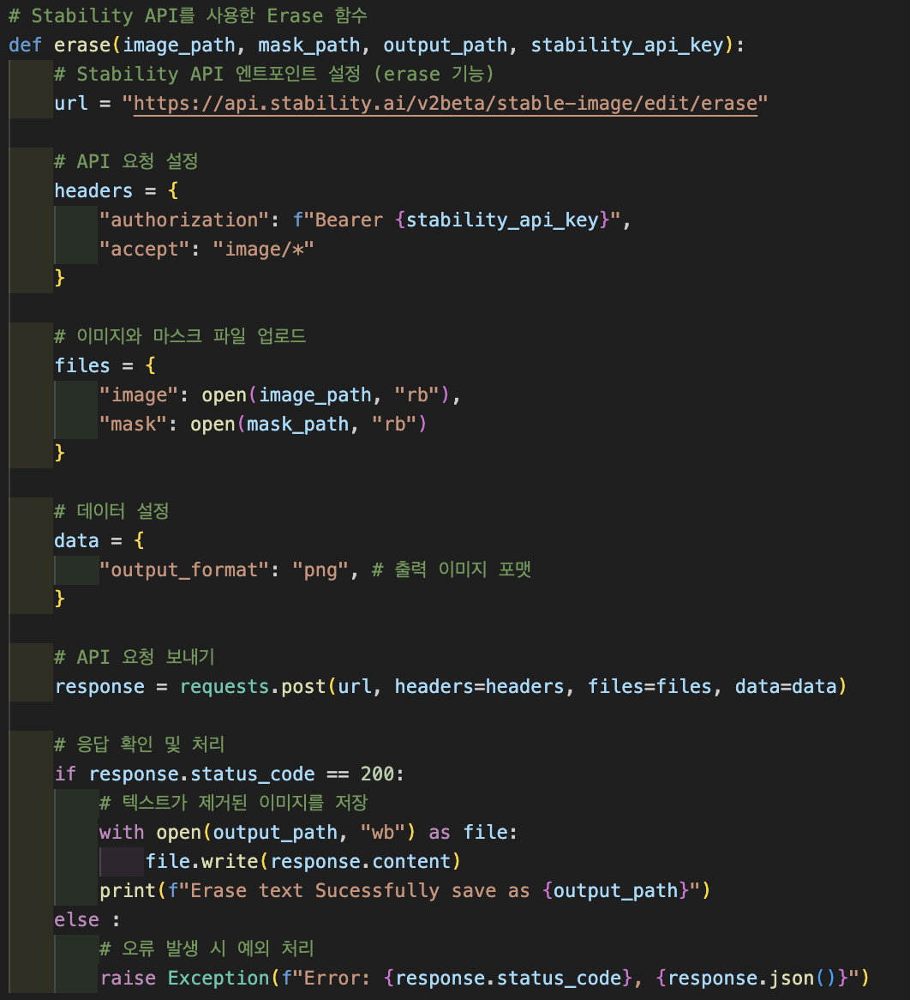 # Stability API를 사용한 Erase 함수
def erase(image_path, mask_path, output_path, stability_api_key):
    # Stability API 엔트포인트 설정 (erase 기능)
    url = "https://api.stability.ai/v2beta/stable-image/edit/erase"

    # API 요청 설정
    headers = {
        "authorization": f"Bearer {stability_api_key}",
        "accept": "image/*"
    }

    # 이미지와 마스크 파일 업로드
    files = {
        "image": open(image_path, "rb"),
        "mask": open(mask_path, "rb")
    }

    # 데이터 설정
    data = {
        "output_format": "png", # 출력 이미지 포맷
    }

    # API 요청 보내기
    response = requests.post(url, headers=headers, files=files, data=data)

    # 응답 확인 및 처리
    if response.status_code == 200:
        # 텍스트가 제거된 이미지를 저장
        with open(output_path, "wb") as file:
            file.write(response.content)
        print(f"Erase text Sucessfully save as {output_path}")
    else :
        # 오류 발생 시 예외 처리
        raise Exception(f"Error: {response.status_code}, {response.json()}")